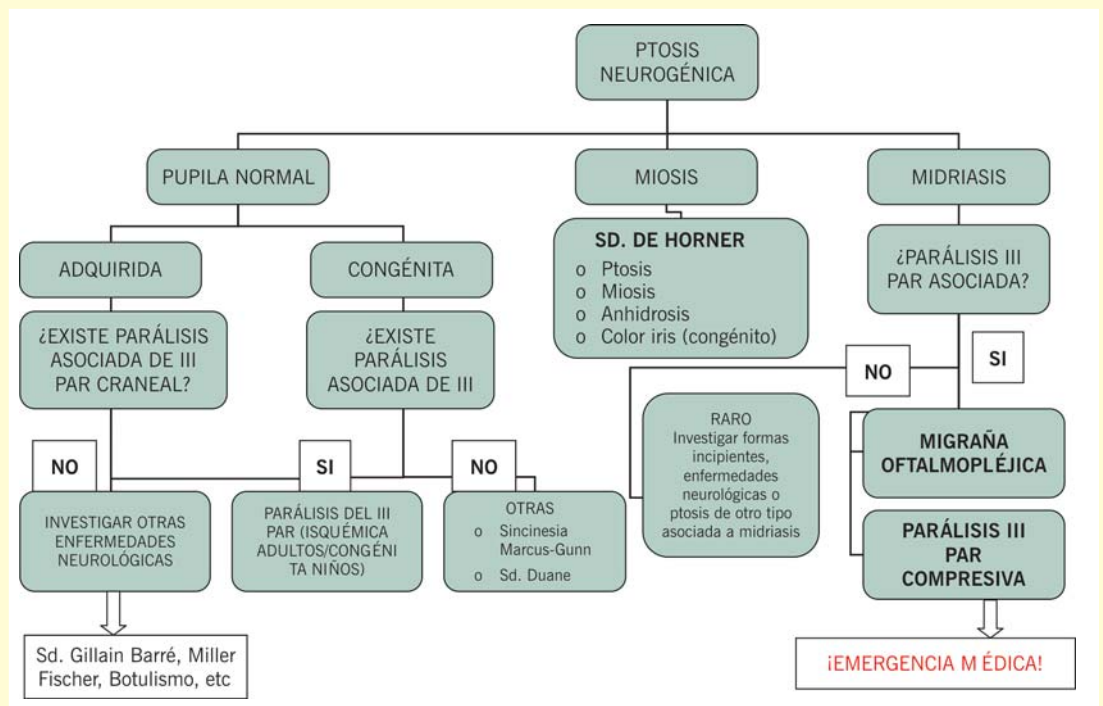 PTOSIS
NEUROGÉNICA
PUPILA NORMAL
MIOSIS
MIDRIASIS
ADQUIRIDA
CONGÉNITA
SD. DE HORNER
o Ptosis
o Miosis
o Anhidrosis
o Color iris (congénito)
¿PARÁLISIS III
PAR ASOCIADA?
¿EXISTE PARÁLISIS
ASOCIADA DE III
PAR CRANEAL?
¿EXISTE
PARÁLISIS
ASOCIADA DE III
NO
SI
NO
SI
NO
INVESTIGAR OTRAS
ENFERMEDADES
NEUROLÓGICAS
PARÁLISIS DEL III
PAR (ISQUÉMICA
ADULTOS/CONGÉNI
TA NIÑOS)
OTRAS
o Sincinesia
Marcus-Gunn
o Sd. Duane
RARO
Investigar formas
incipientes,
enfermedades
neurológicas o
ptosis de otro tipo
asociada a midriasis
MIGRAÑA
OFTALMOPLÉJICA
PARÁLISIS III
PAR
COMPRESIVA
Sd. Gillain Barré, Miller
Fischer, Botulismo, etc
¡EMERGENCIA M ÉDICA!